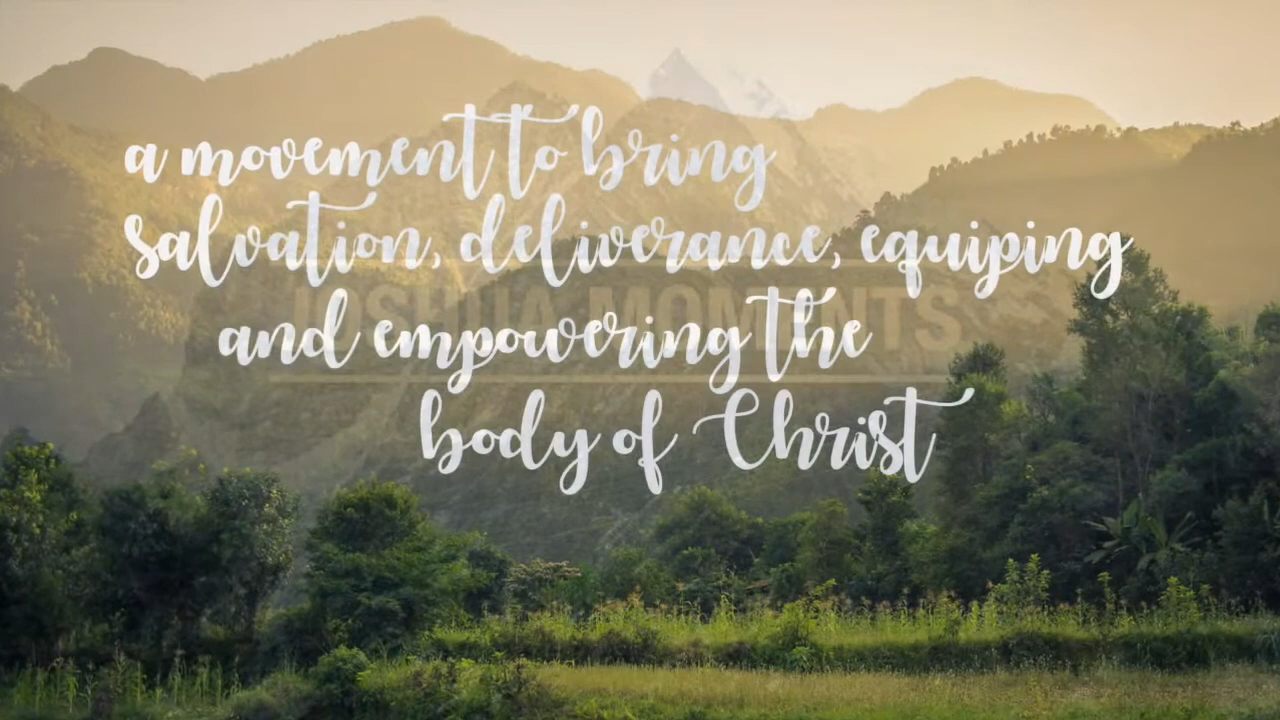 a movement to bring
salvation, deliverance, equiping
JOSHUA MOMENTS
and empowering the
body of Christ